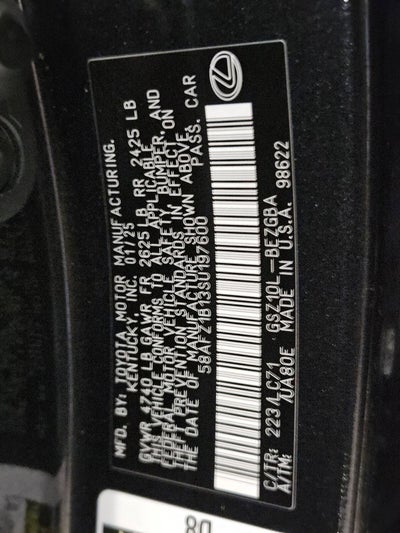 MFD. BY: TOYOTA MOTOR MANUFACTURING.
KENTUCKY, INC. 01/25
GVWR 4740 LB GAWR FR 2625 LB RR 2425 LB
THIS VEHICLE CONFORMS TO ALL APPLICABLE
FEDERAL MOTOR VEHICLE SAFETY, BUMPER, AND
THEFT PREVENTION STANDARDS IN EFFECT ON
THE DATE OF MANUFACTURE SHOWN ABOVE.
58AFZ1B13SU197600 PASS. CAR
C/TR: 223 LC71 GSZ10L-BEZGBA
A/TM: /UA80E MADE IN U.S.A. 98622